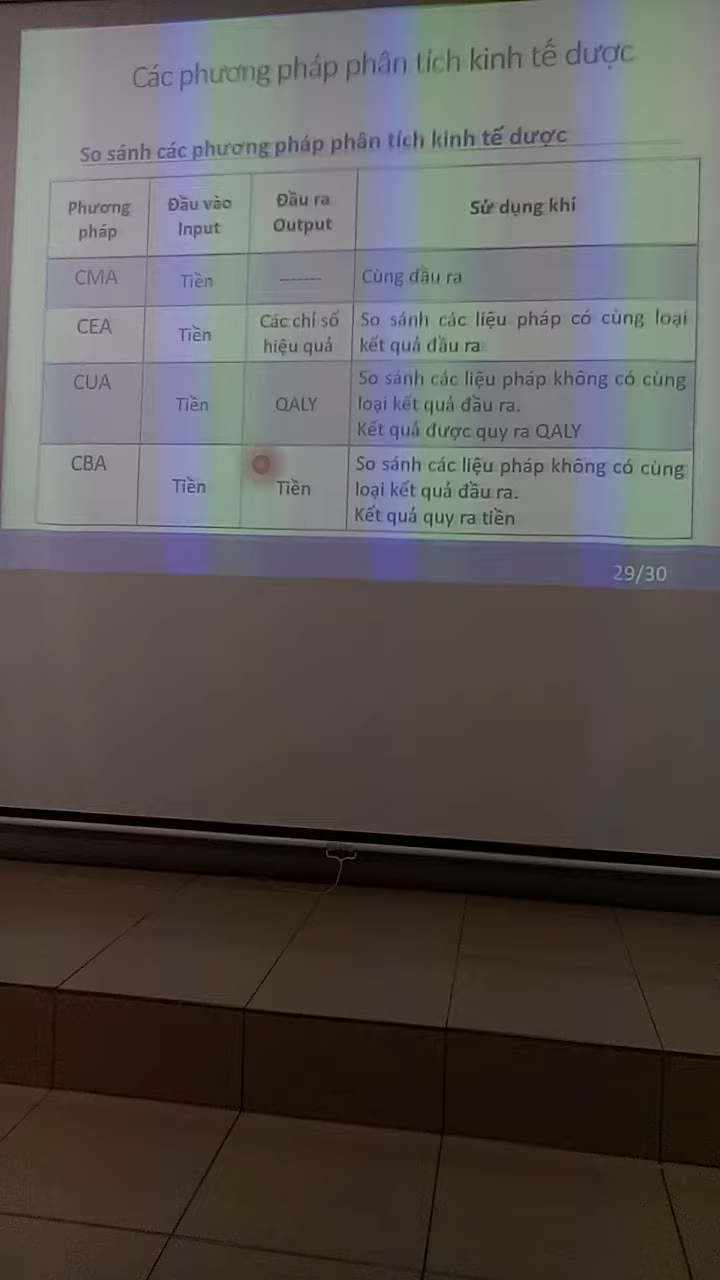 Các phương pháp phân tích kinh tế dược
So sánh các phương pháp phân tích kinh tế dược
Phương pháp
Đầu vào Input
Đầu ra Output
Sử dụng khi
CMA
Tiền
-------
Cùng đầu ra
CEA
Tiền
Các chỉ số
hiệu quả
So sánh các liệu pháp có cùng loại
kết quả đầu ra
CUA
Tiền
QALY
So sánh các liệu pháp không có cùng
loại kết quả đầu ra.
Kết quả được quy ra QALY
CBA
Tiền
Tiền
So sánh các liệu pháp không có cùng
loại kết quả đầu ra.
Kết quả quy ra tiền
29/30